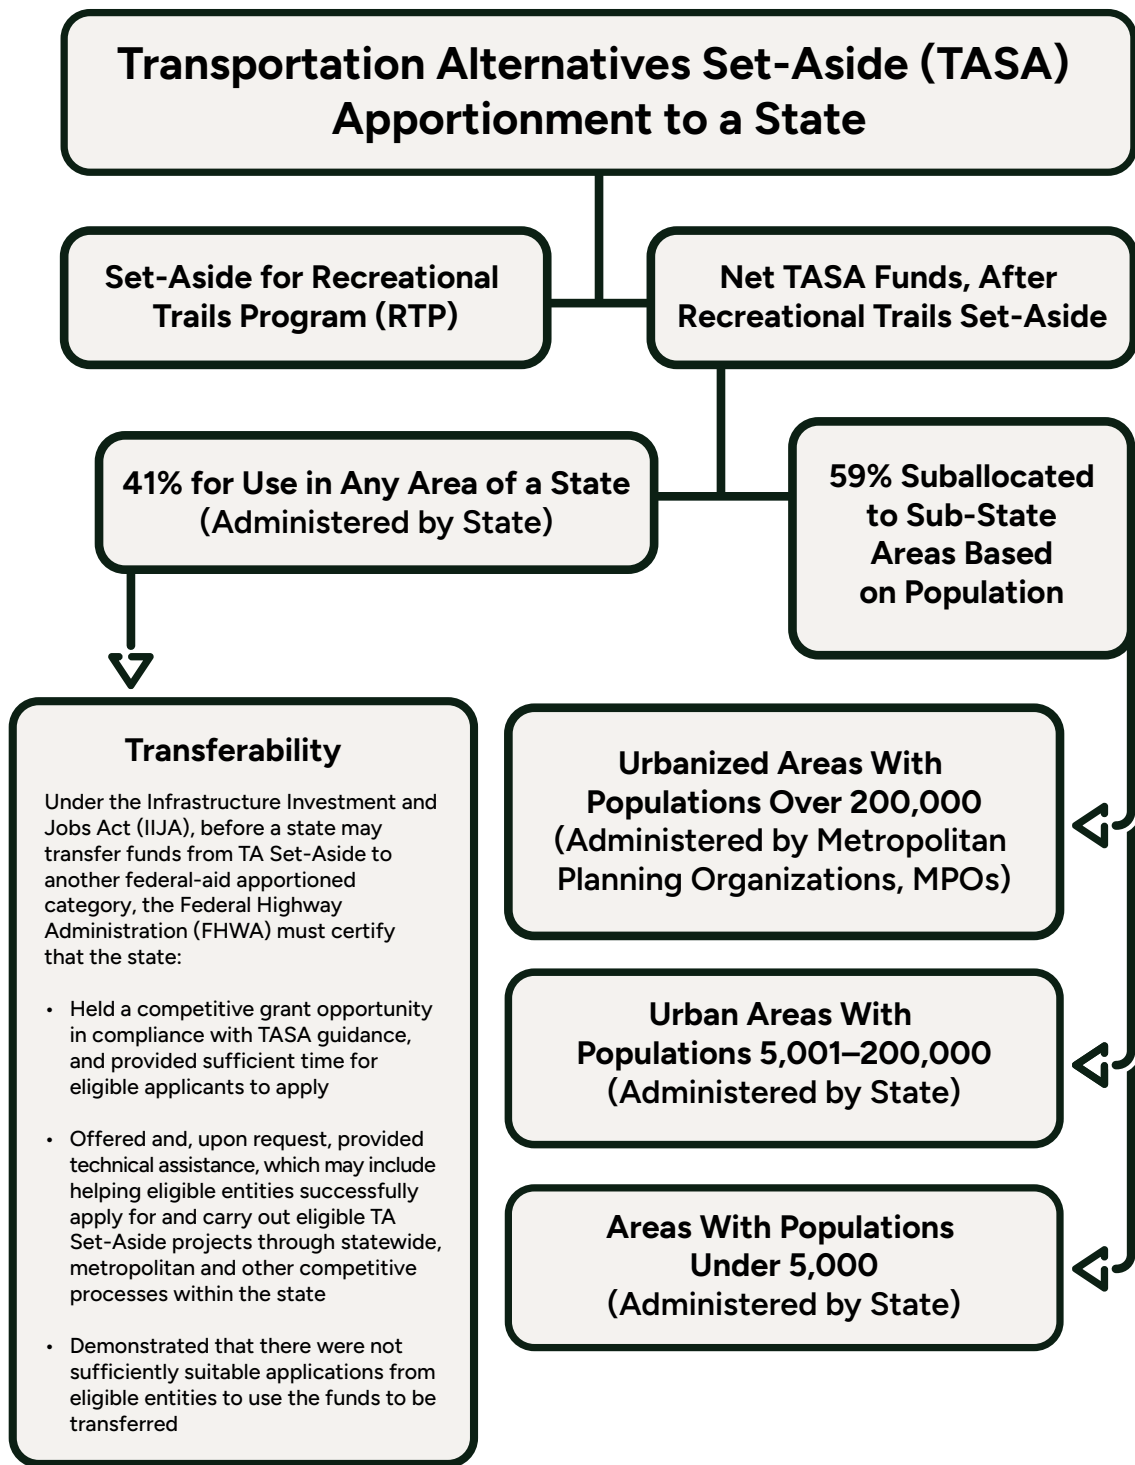 Transportation Alternatives Set-Aside (TASA)
Apportionment to a State
Set-Aside for Recreational
Trails Program (RTP)
Net TASA Funds, After
Recreational Trails Set-Aside
41% for Use in Any Area of a State
(Administered by State)
59% Suballocated
to Sub-State
Areas Based
on Population
Transferability
Under the Infrastructure Investment and
Jobs Act (IIJA), before a state may
transfer funds from TA Set-Aside to
another federal-aid apportioned
category, the Federal Highway
Administration (FHWA) must certify
that the state:
• Held a competitive grant opportunity
in compliance with TASA guidance,
and provided sufficient time for
eligible applicants to apply
• Offered and, upon request, provided
technical assistance, which may include
helping eligible entities successfully
apply for and carry out eligible TA
Set-Aside projects through statewide,
metropolitan and other competitive
processes within the state
• Demonstrated that there were not
sufficiently suitable applications from
eligible entities to use the funds to be
transferred
Urbanized Areas With
Populations Over 200,000
(Administered by Metropolitan
Planning Organizations, MPOs)
Urban Areas With
Populations 5,001–200,000
(Administered by State)
Areas With Populations
Under 5,000
(Administered by State)